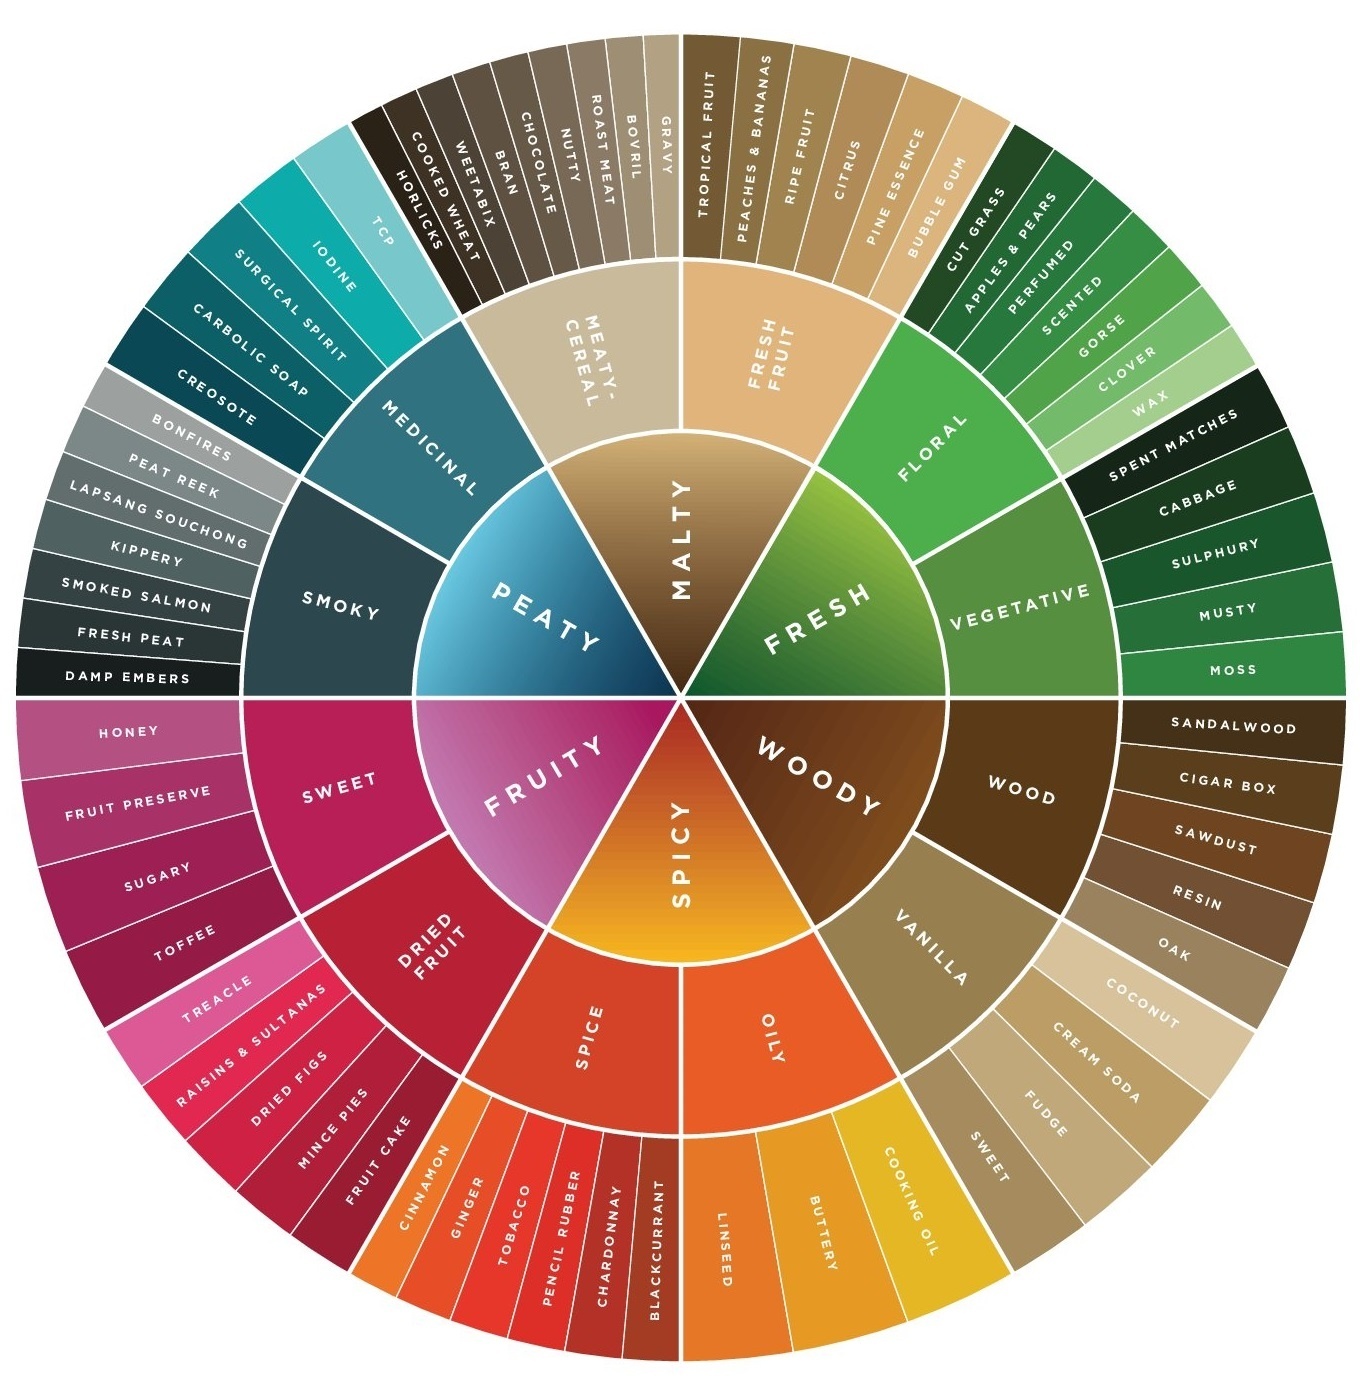 MALTY
FRESH
WOODY
SPICY
FRUITY
PEATY
MEATY-
CEREAL
FRESH
FRUIT
FLORAL
VEGETATIVE
WOOD
VANILLA
OILY
SPICE
DRIED
FRUIT
SWEET
SMOKY
MEDICINAL
HORLICKS
COOKED WHEAT
WEETABIX
BRAN
CHOCOLATE
NUTTY
ROAST MEAT
BOVRIL
GRAVY
TROPICAL FRUIT
PEACHES & BANANAS
RIPE FRUIT
CITRUS
PINE ESSENCE
BUBBLE GUM
CUT GRASS
APPLES & PEARS
PERFUMED
SCENTED
GORSE
CLOVER
WAX
SPENT MATCHES
CABBAGE
SULPHURY
MUSTY
MOSS
SANDALWOOD
CIGAR BOX
SAWDUST
RESIN
OAK
COCONUT
CREAM SODA
FUDGE
SWEET
COOKING OIL
BUTTERY
LINSEED
BLACKCURRANT
CHARDONNAY
PENCIL RUBBER
TOBACCO
GINGER
CINNAMON
FRUIT CAKE
MINCE PIES
DRIED FIGS
RAISINS & SULTANAS
TREACLE
TOFFEE
SUGARY
FRUIT PRESERVE
HONEY
DAMP EMBERS
FRESH PEAT
SMOKED SALMON
KIPPERY
LAPSANG SOUCHONG
PEAT REEK
BONFIRES
CREOSOTE
CARBOLIC SOAP
SURGICAL SPIRIT
IODINE
TCP